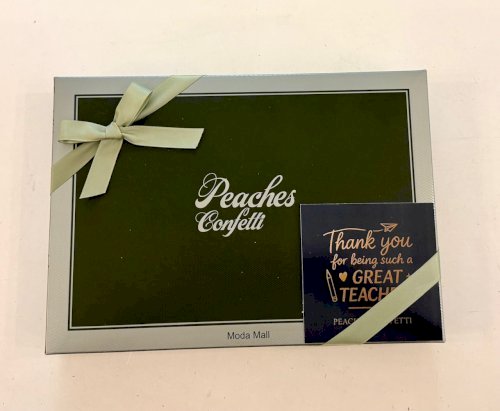 Peaches
Confetti
Thank you
for being such a
GREAT
Moda Mall